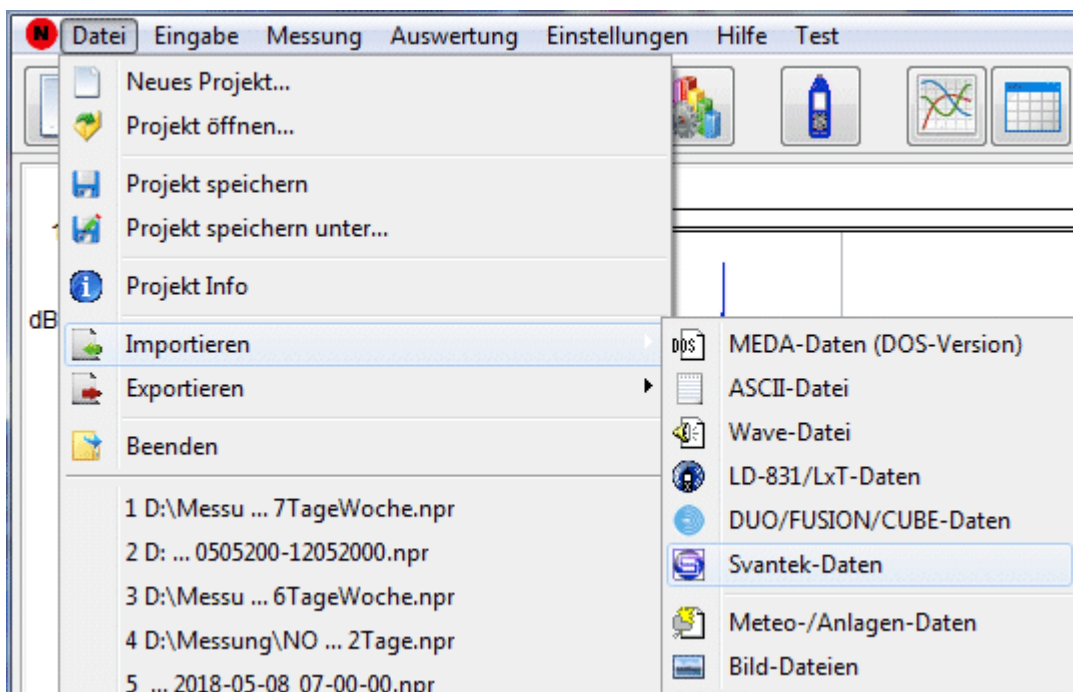 N Datei Eingabe Messung Auswertung Einstellungen Hilfe Test
Neues Projekt...
Projekt öffnen...
Projekt speichern
Projekt speichern unter...
Projekt Info
dB
Importieren
Exportieren
Beenden
1 D:\Messu ... 7TageWoche.npr
2 D: ... 0505200-12052000.npr
3 D:\Messu ... 6TageWoche.npr
4 D:\Messung\NO ... 2Tage.npr
5 ... 2018-05-08_07-00-00.npr
DOS MEDA-Daten (DOS-Version)
ASCII-Datei
Wave-Datei
LD-831/LxT-Daten
DUO/FUSION/CUBE-Daten
Svantek-Daten
Meteo-/Anlagen-Daten
Bild-Dateien